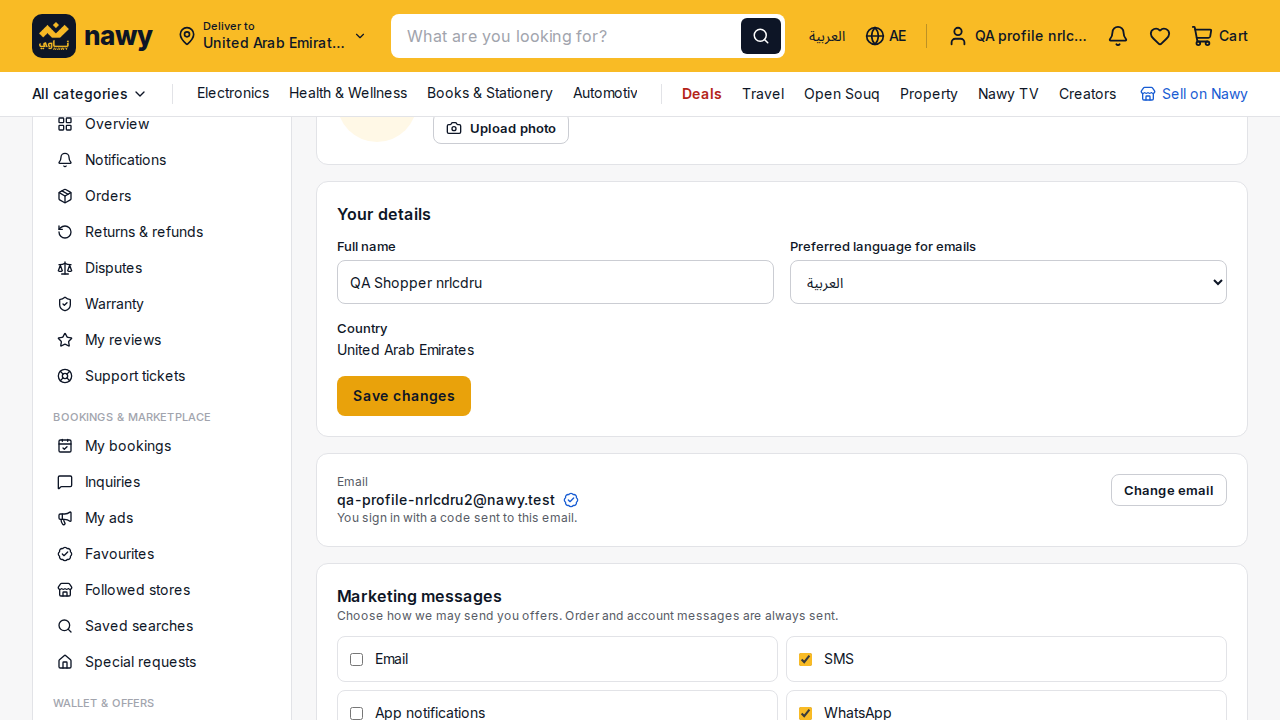 ناوي
NAWY
nawy
Deliver to
United Arab Emirat...
What are you looking for?
العربية
AE
QA profile nrlc...
Cart
All categories
Electronics
Health & Wellness
Books & Stationery
Automotiv
Deals
Travel
Open Souq
Property
Nawy TV
Creators
Sell on Nawy
Overview
Notifications
Orders
Returns & refunds
Disputes
Warranty
My reviews
Support tickets
BOOKINGS & MARKETPLACE
My bookings
Inquiries
My ads
Favourites
Followed stores
Saved searches
Special requests
WALLET & OFFERS
Upload photo
Your details
Full name
Preferred language for emails
QA Shopper nrlcdru
العربية
Country
United Arab Emirates
Save changes
Email
qa-profile-nrlcdru2@nawy.test
Change email
You sign in with a code sent to this email.
Marketing messages
Choose how we may send you offers. Order and account messages are always sent.
Email
SMS
App notifications
WhatsApp